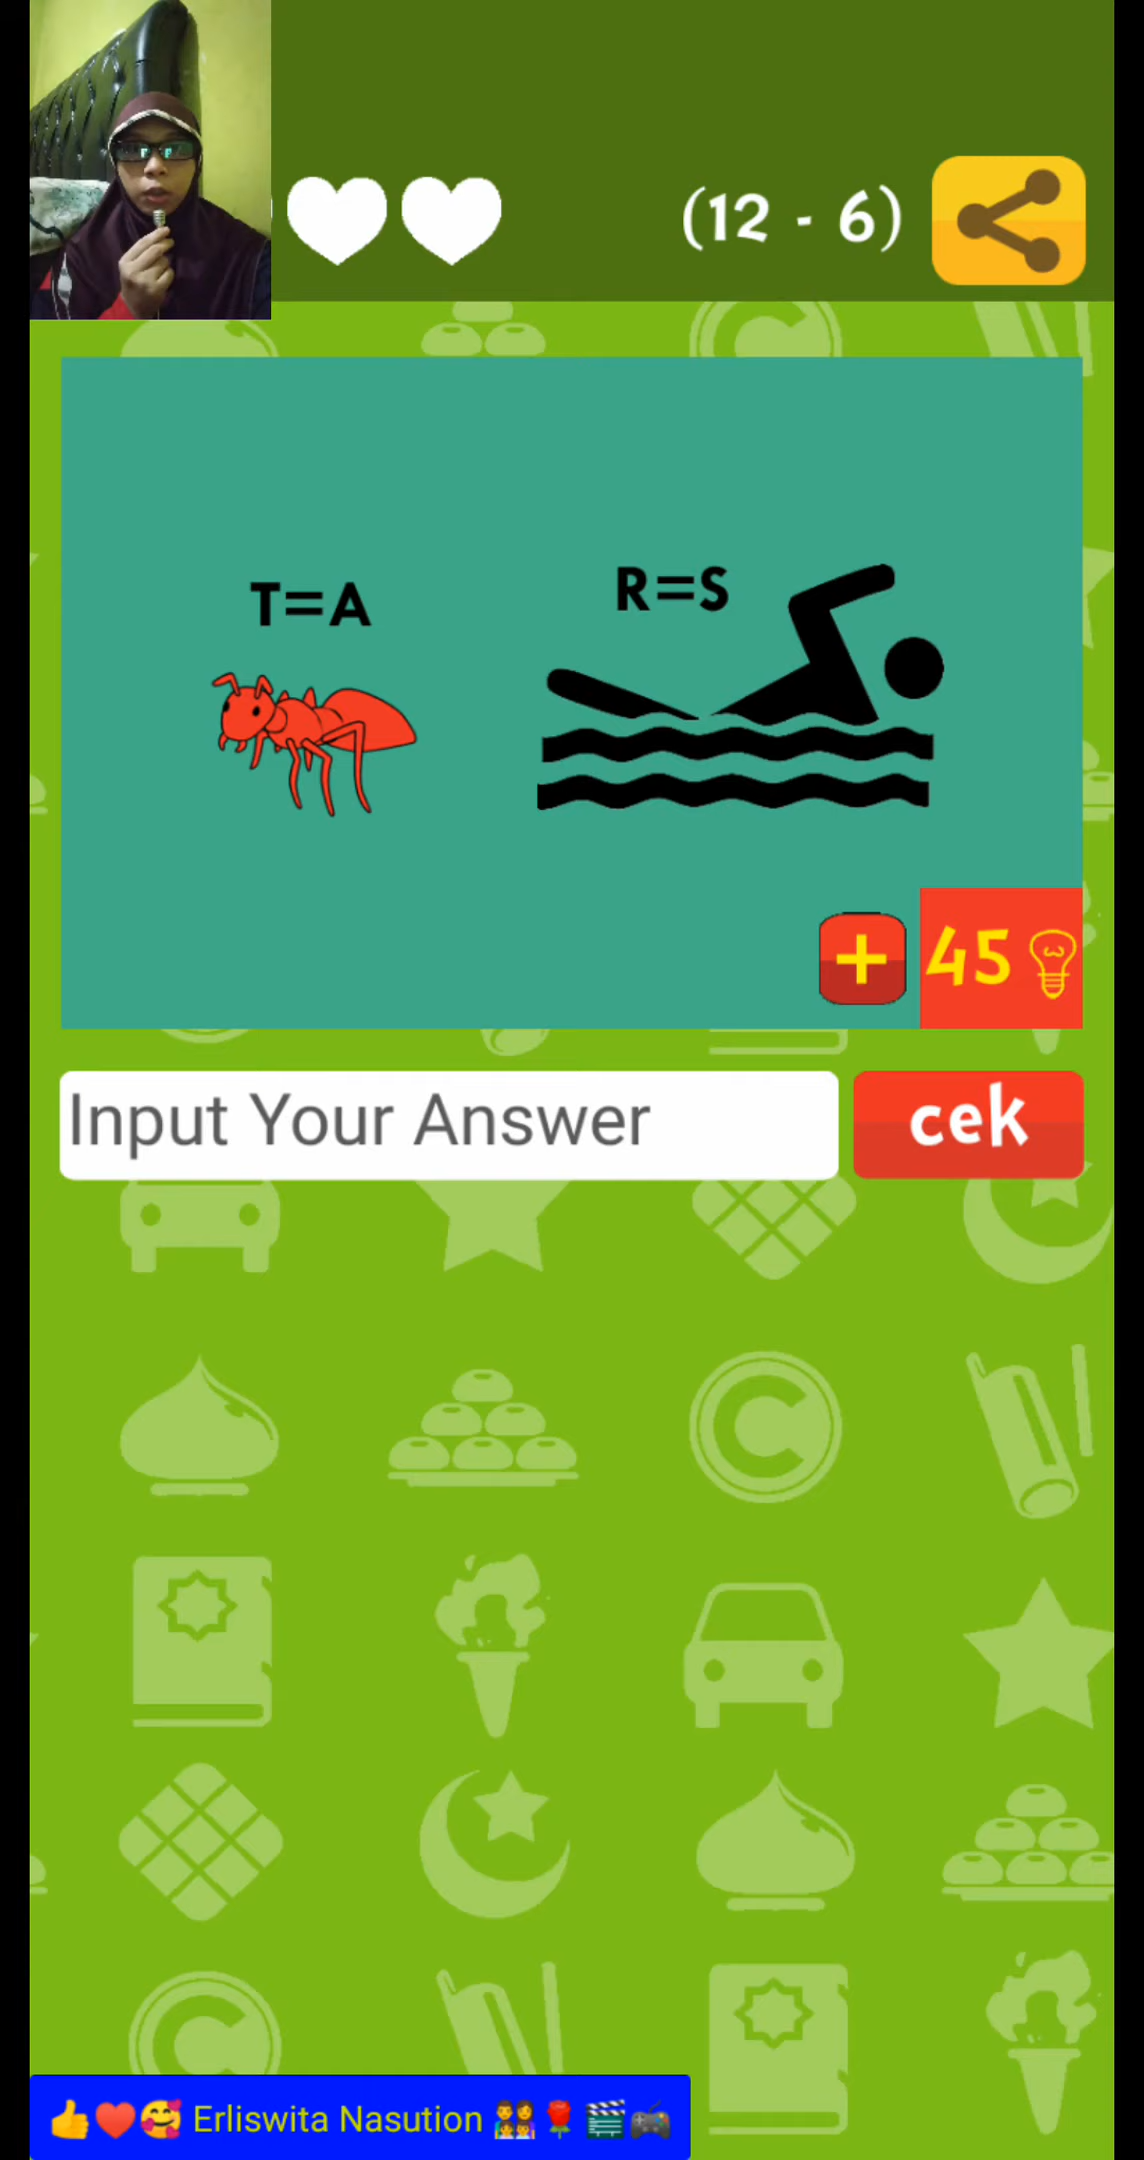 (12 - 6)
T=A
R=S
+
45
Input Your Answer
cek
👍❤️🥰 Erliswita Nasution 👨‍👩‍👧‍👦🌹🎬🎮